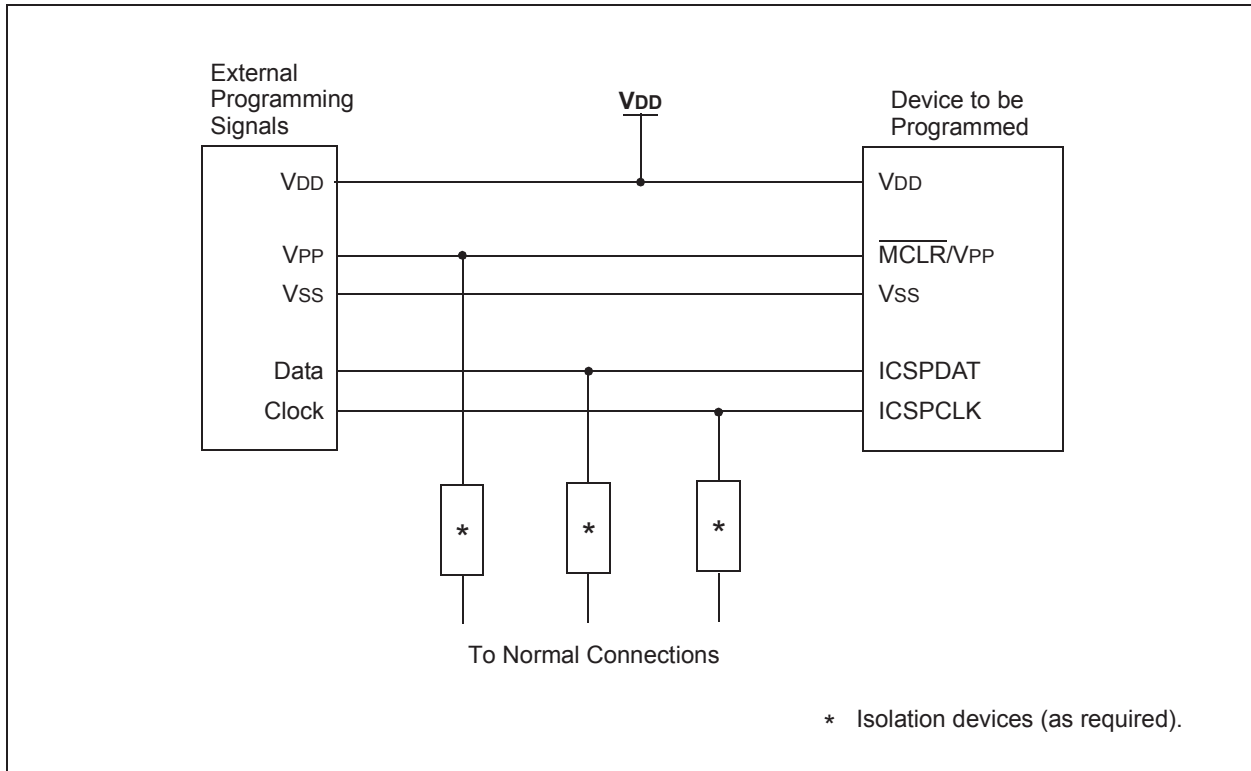 External
Programming
Signals
VDD
Device to be
Programmed
VDD
VDD
VPP
MCLR/VPP
VSS
VSS
Data
ICSPDAT
Clock
ICSPCLK
*
*
*
To Normal Connections
* Isolation devices (as required).